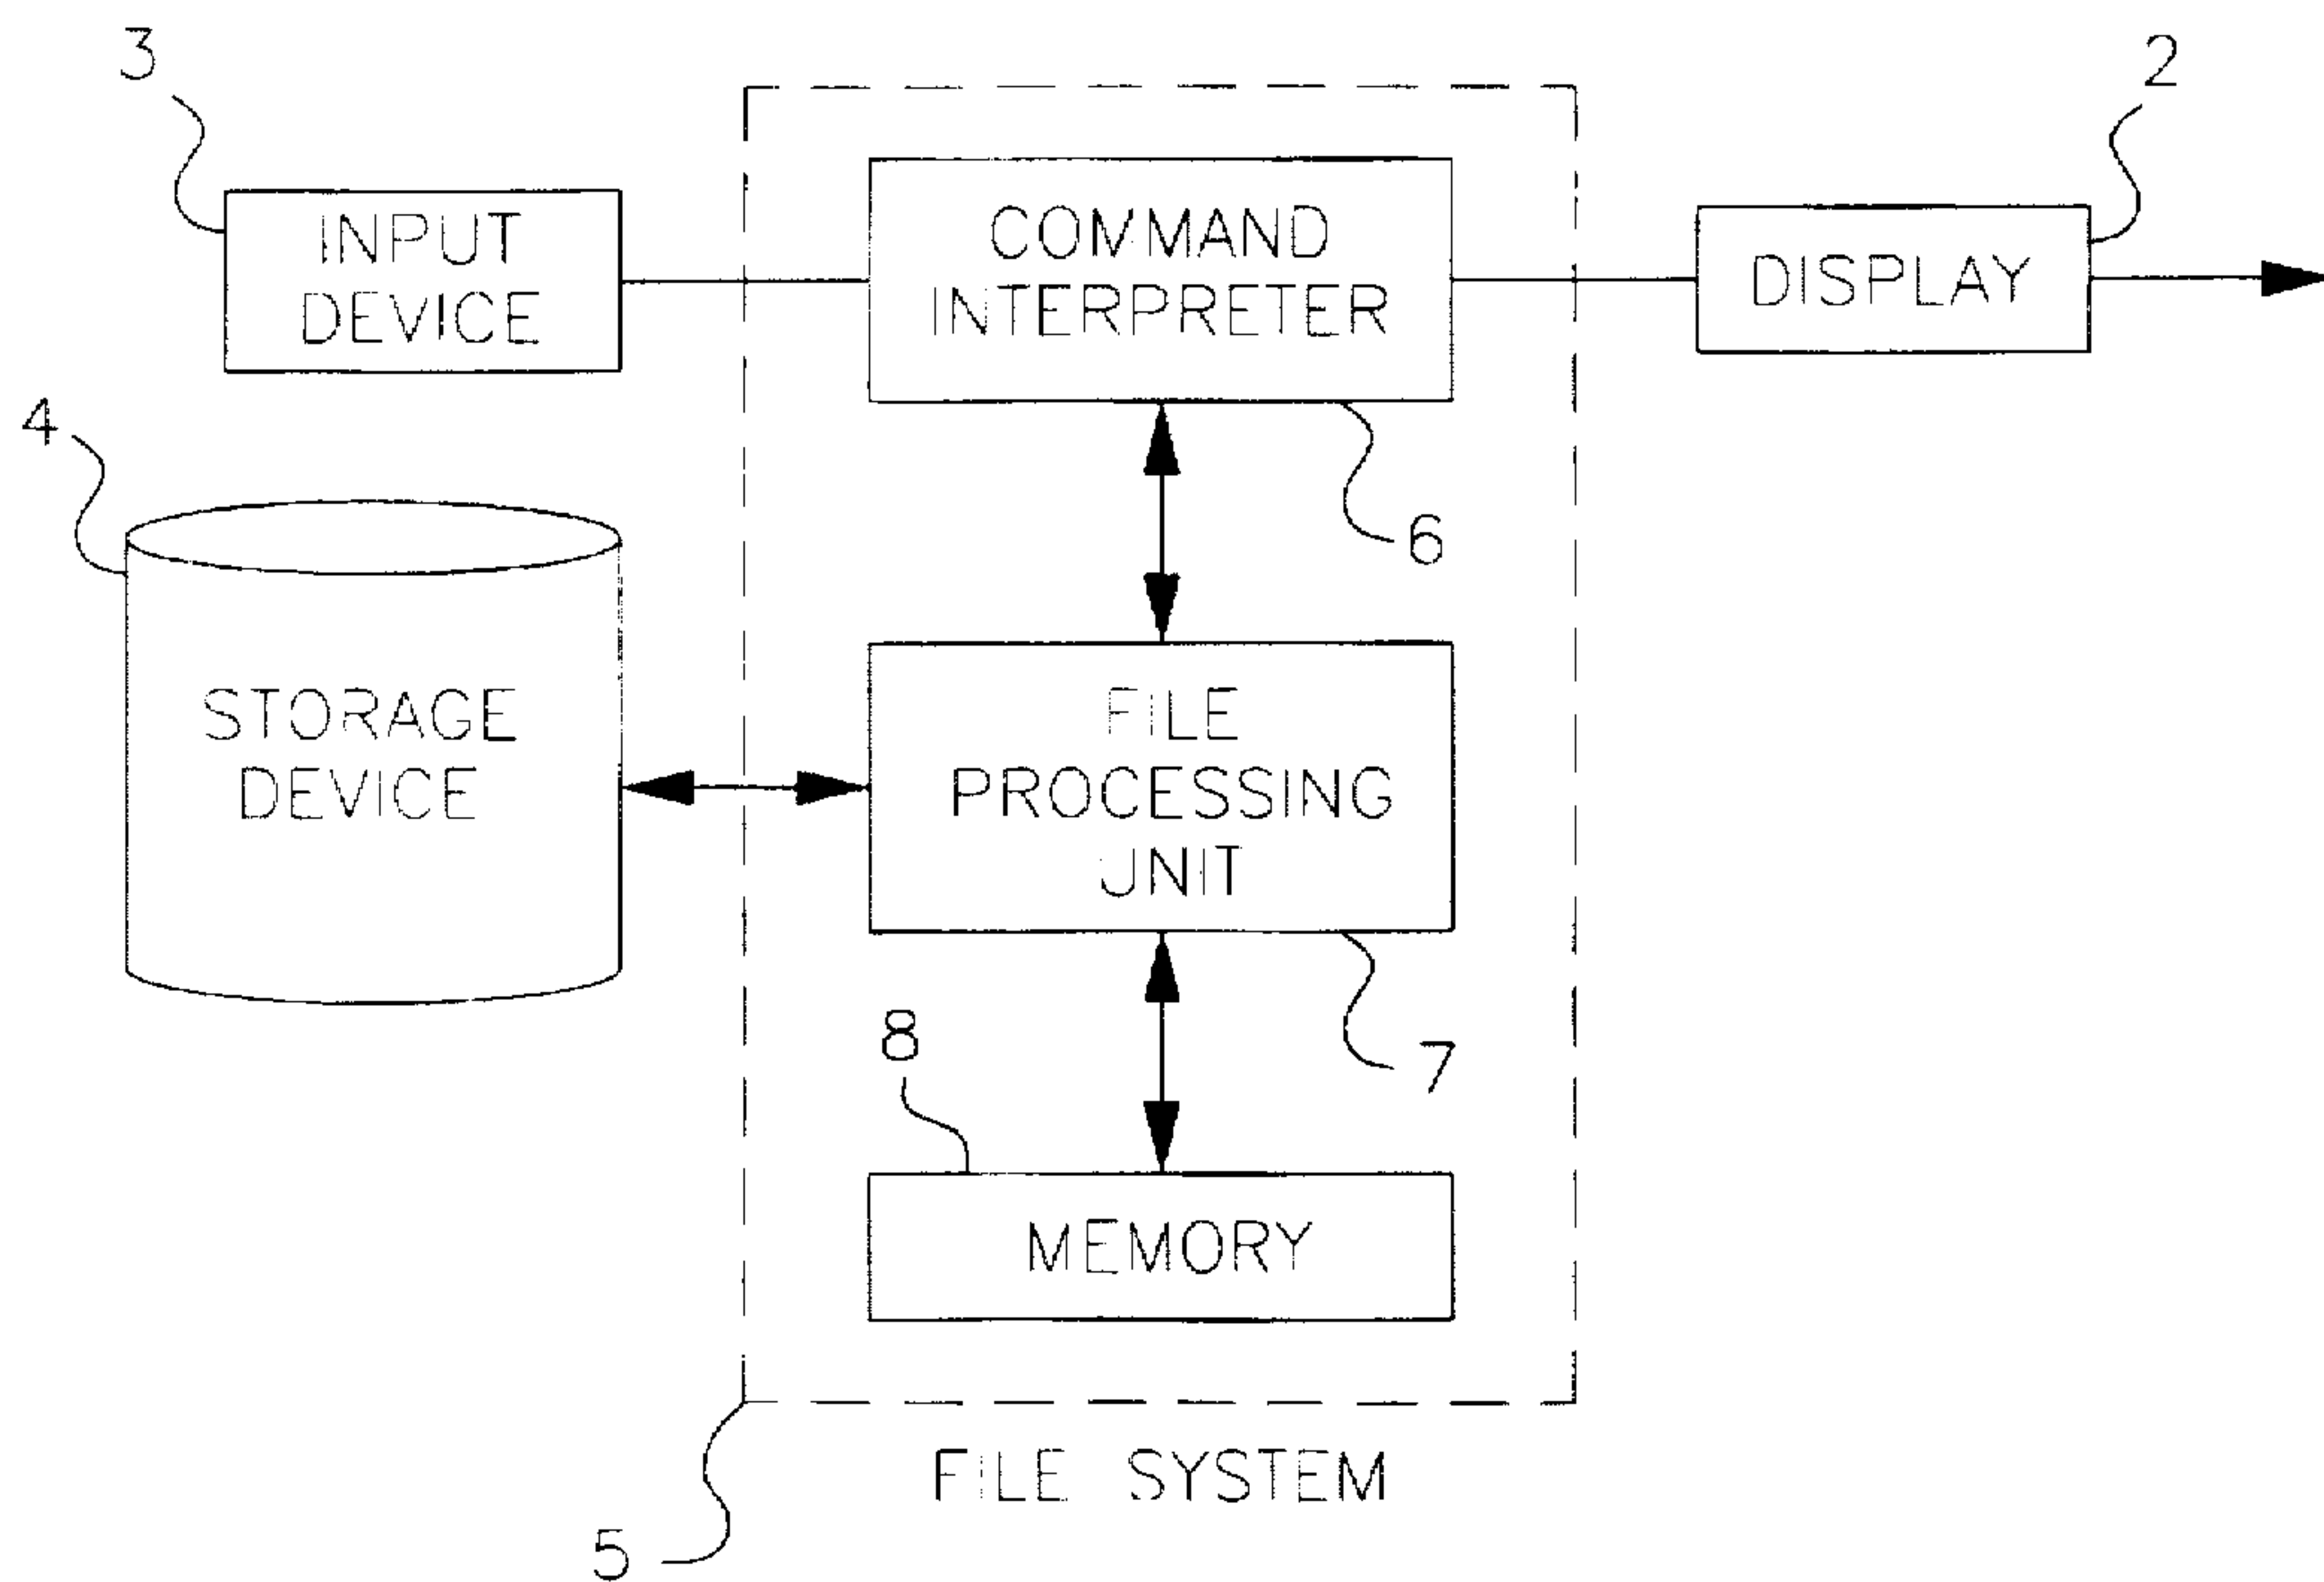 3
2
INPUT
DEVICE
COMMAND
INTERPRETER
DISPLAY
4
6
STORAGE
DEVICE
FILE
PROCESSING
UNIT
8
7
MEMORY
FILE SYSTEM
5